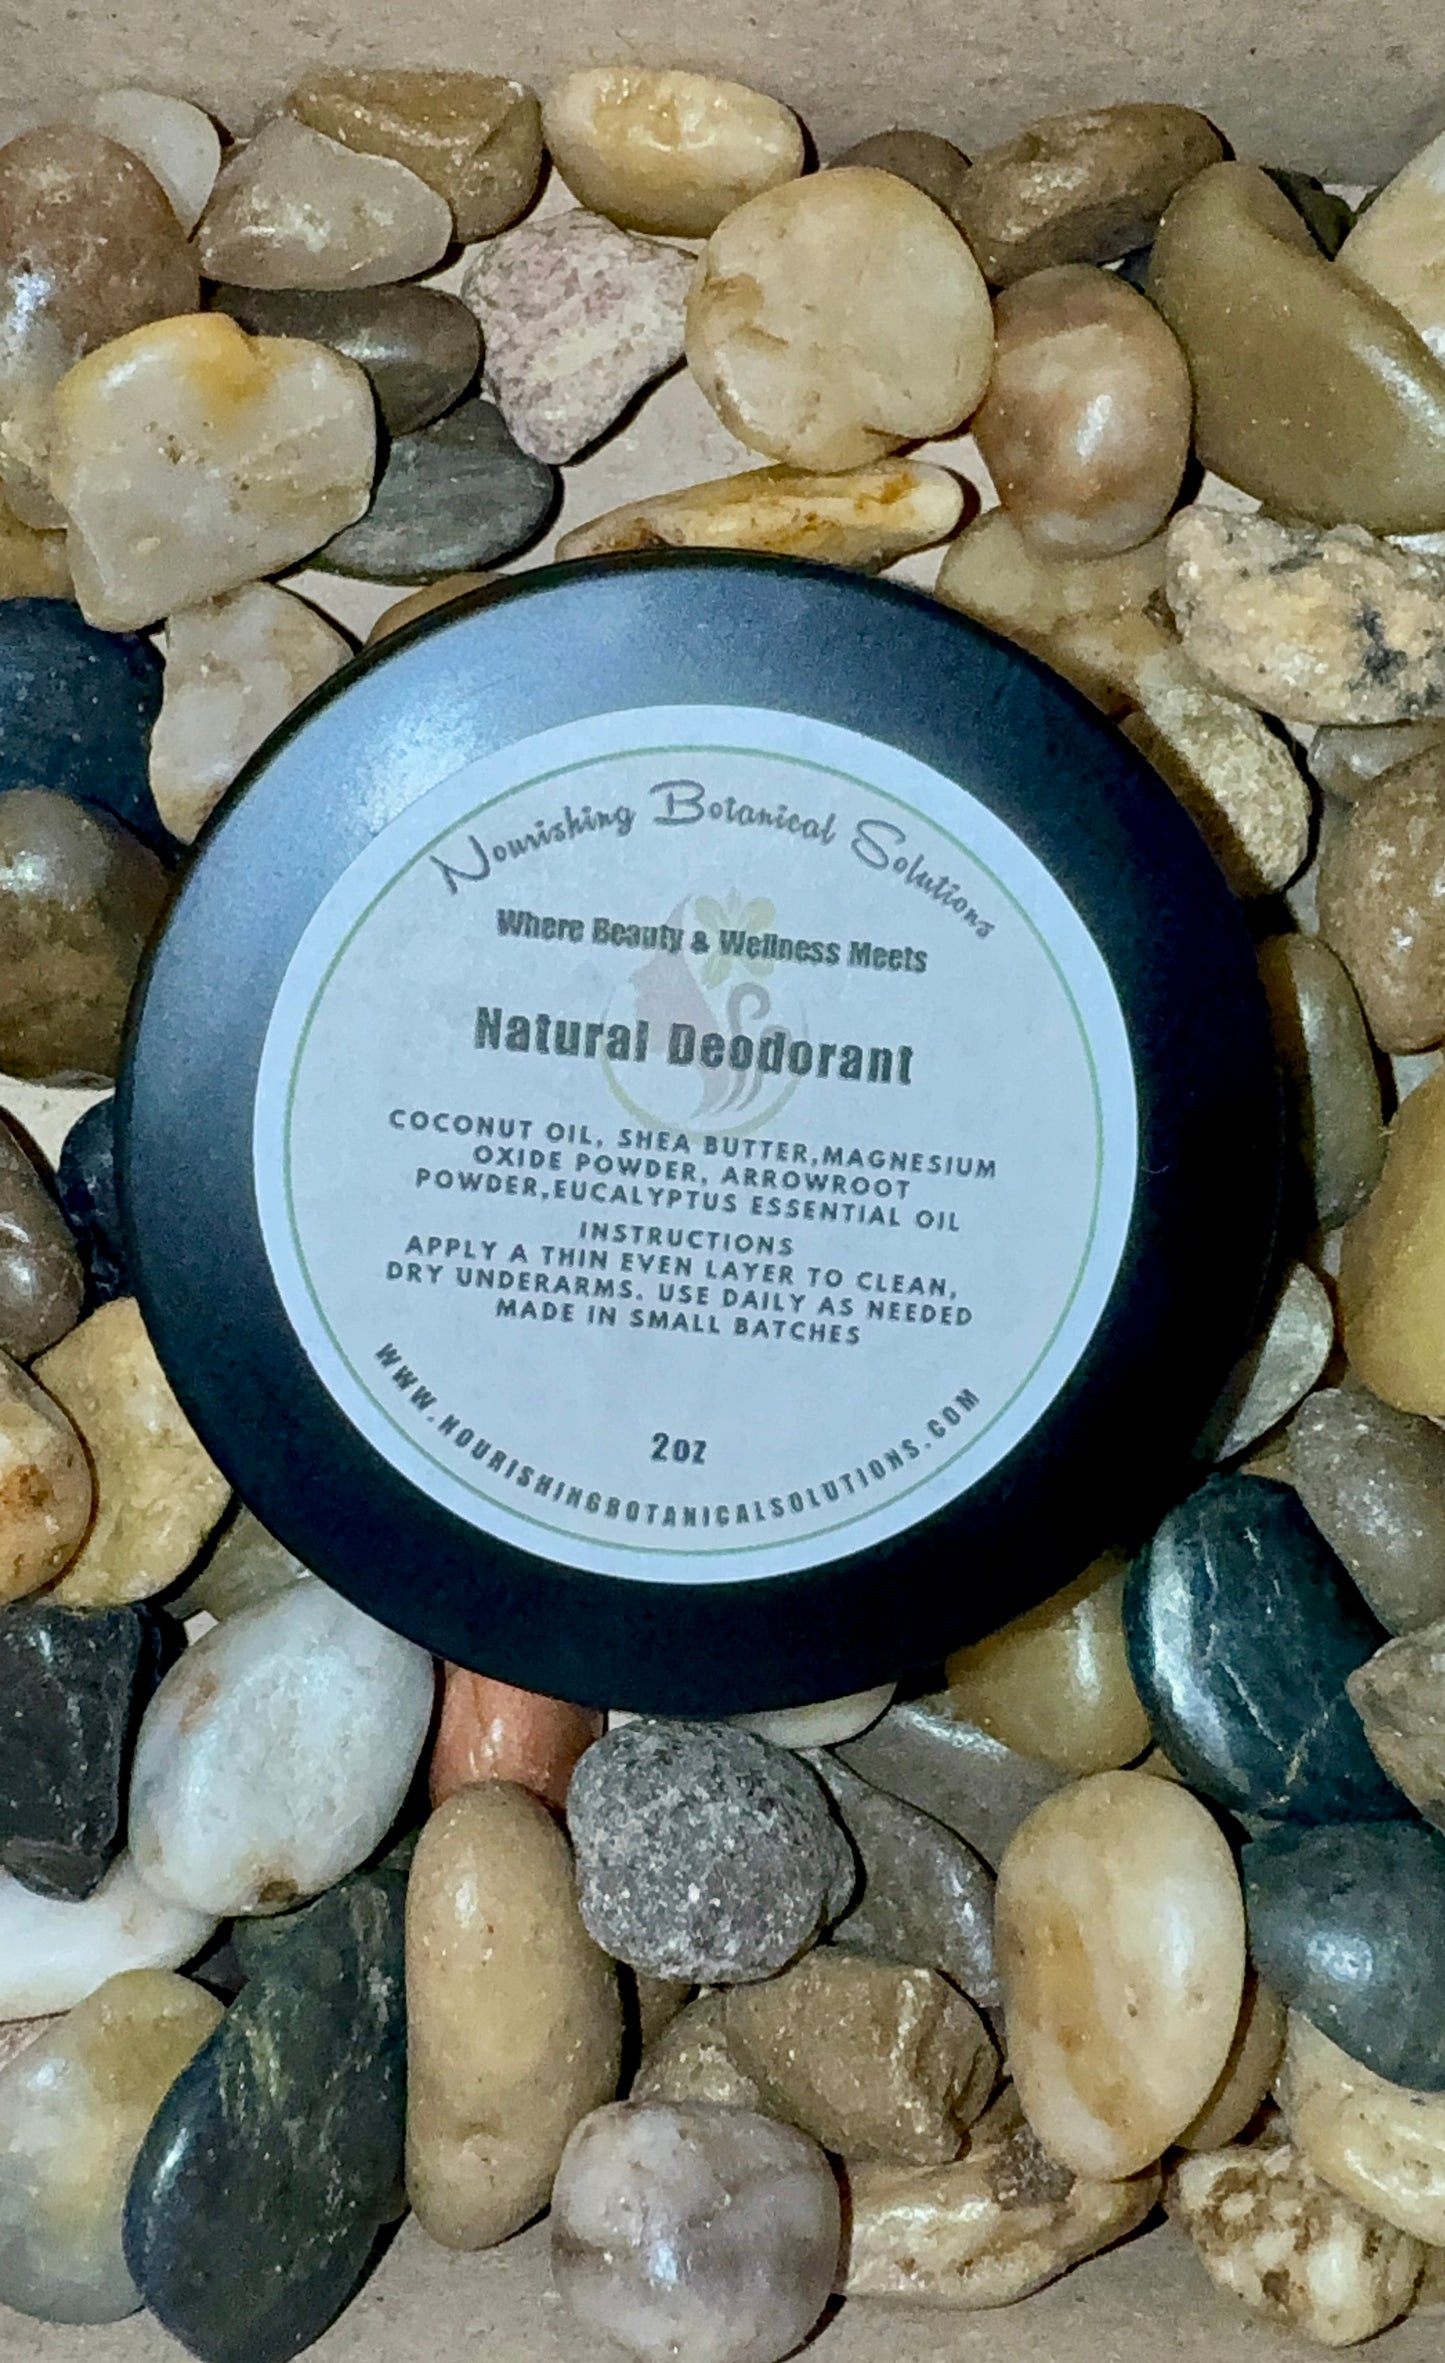 Nourishing Botanical Solutions
Where Beauty & Wellness Meets
Natural Deodorant
COCONUT OIL, SHEA BUTTER,MAGNESIUM
OXIDE POWDER, ARROWROOT
POWDER,EUCALYPTUS ESSENTIAL OIL
INSTRUCTIONS
APPLY A THIN EVEN LAYER TO CLEAN,
DRY UNDERARMS. USE DAILY AS NEEDED
MADE IN SMALL BATCHES
2oz
WWW.NOURISHINGBOTANICALSOLUTIONS.COM